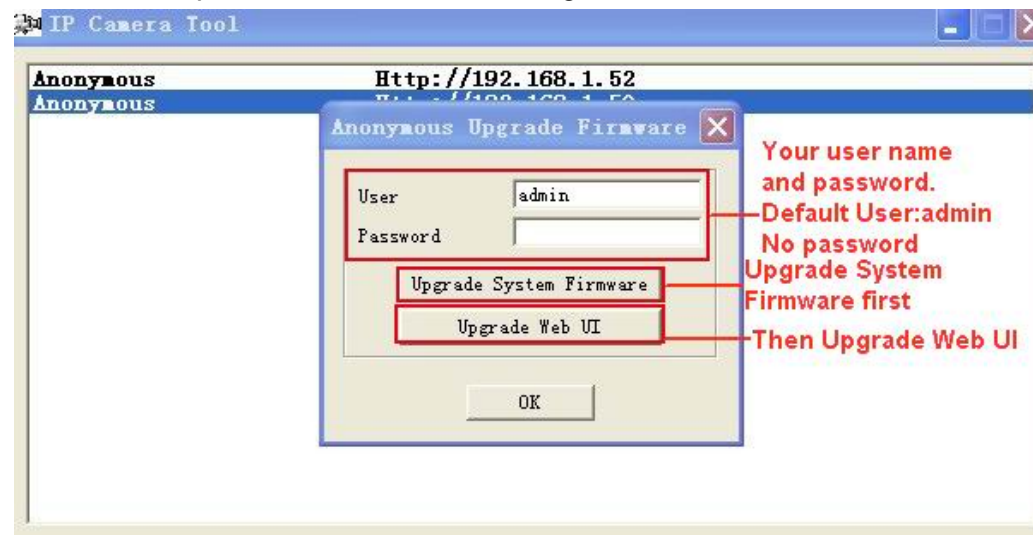 IP Camera Tool
Anonymous Http://192.168.1.52
Anonymous
Anonymous Upgrade Firmware
User admin
Password
Upgrade System Firmware
Upgrade Web UI
OK
Your user name
and password.
Default User:admin
No password
Upgrade System
Firmware first
Then Upgrade Web UI